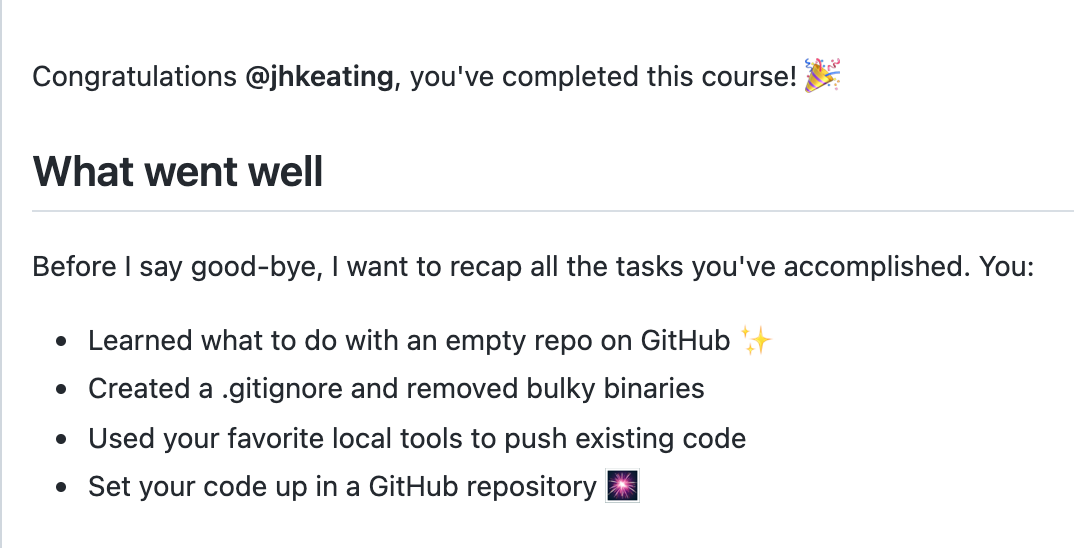 Congratulations @jhkeating, you've completed this course! 🎉
What went well
Before I say good-bye, I want to recap all the tasks you've accomplished. You:
• Learned what to do with an empty repo on GitHub ✨
• Created a .gitignore and removed bulky binaries
• Used your favorite local tools to push existing code
• Set your code up in a GitHub repository 🎆